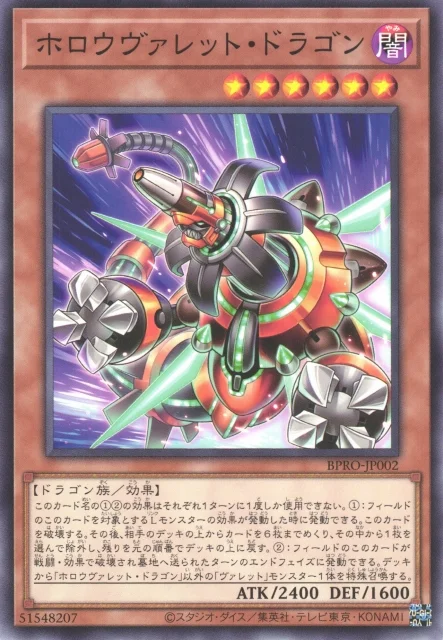 ホロウヴァレット・ドラゴン
闇
BPRO-JP002
【ドラゴン族/効果】
このカード名の①②の効果はそれぞれ1ターンに1度しか使用できない。①:フィールド
のこのカードを対象とするLモンスターの効果が発動した時に発動できる。このカード
を破壊する。その後、相手のデッキの上からカードを6枚まで​めくり、その中から1枚を
選んで除外し、残りを元の順番でデッキの上に戻す。②:フィールドのこのカードが
戦闘・効果で破壊され墓地へ送られたターンのエンドフェイズに発動できる。デッキ
から「ホロウヴァレット・ドラゴン」以外の「ヴァレット」モンスター1体を特殊召喚する。
ATK/2400 DEF/1600
51548207 ©スタジオ・ダイス/集英社・テレビ東京・KONAMI